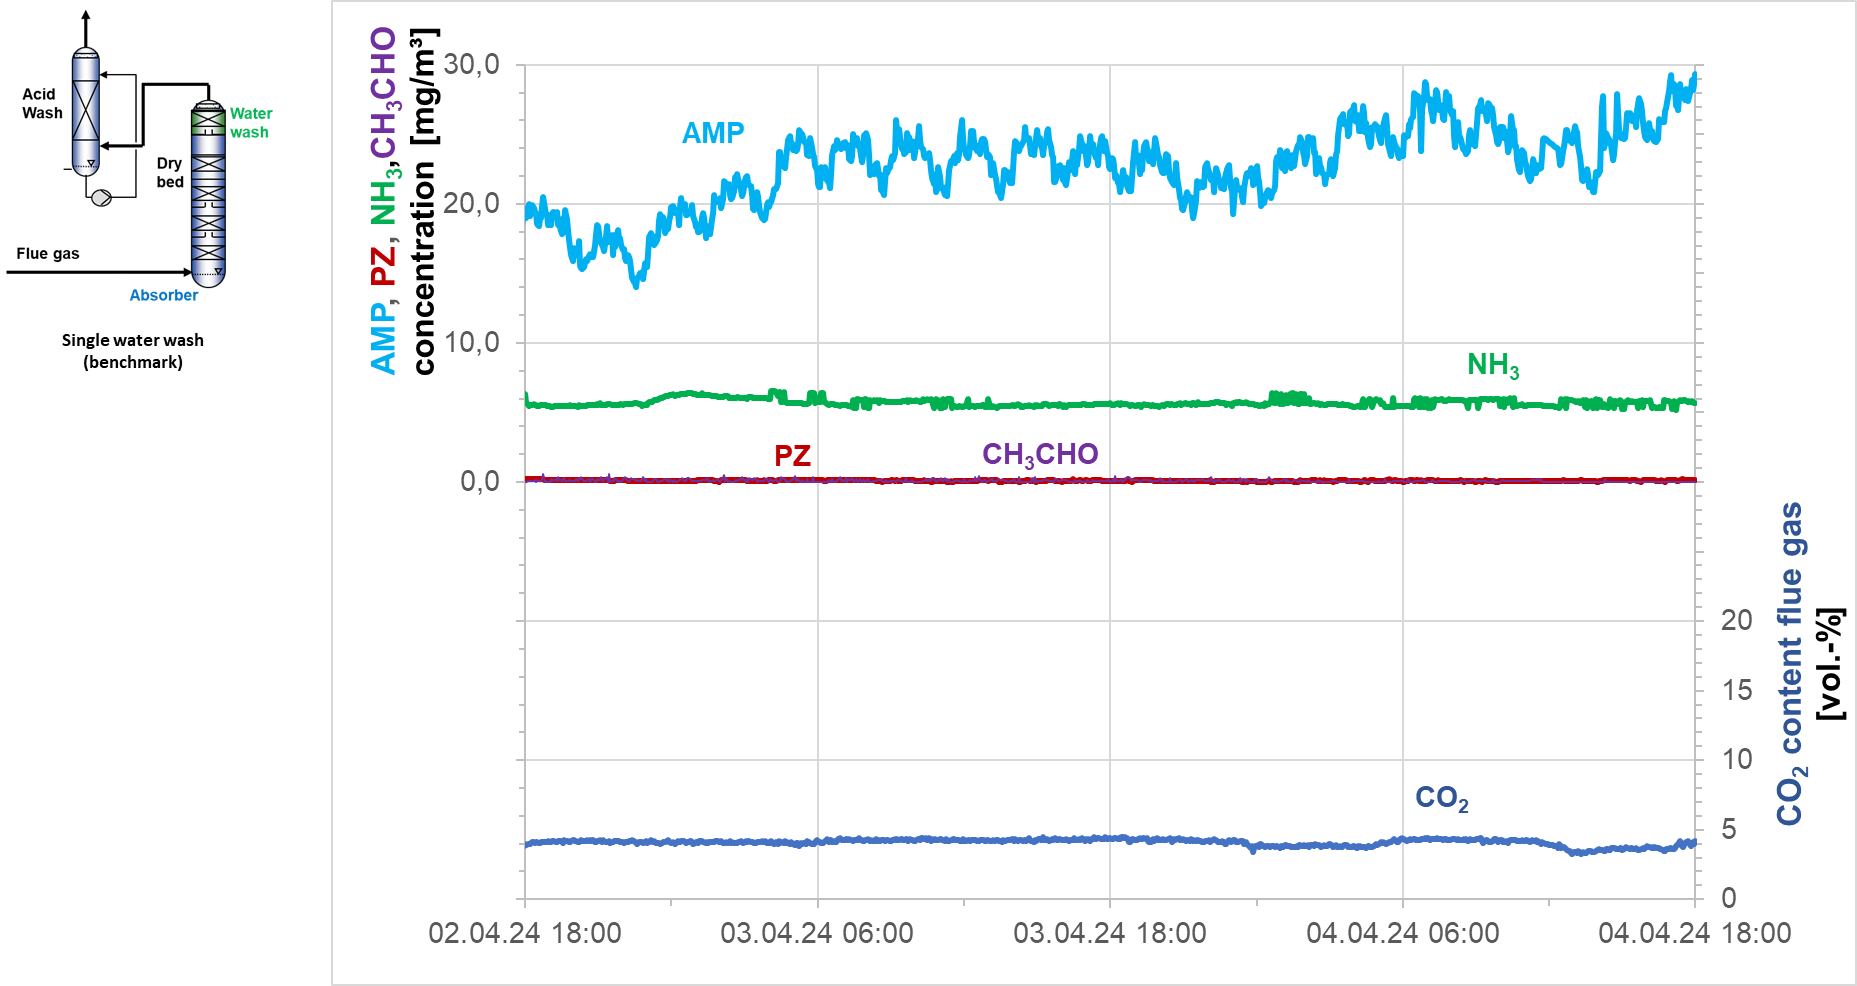 Acid
Wash
Water
wash
Dry
bed
Flue gas
Absorber
Single water wash
(benchmark)
AMP, PZ, NH₃,CH₃CHO
concentration [mg/m³]
30,0
20,0
10,0
0,0
AMP
NH₃
PZ
CH₃CHO
CO₂
20
15
10
5
0
CO₂ content flue gas
[vol.-%]
02.04.24 18:00
03.04.24 06:00
03.04.24 18:00
04.04.24 06:00
04.04.24 18:00